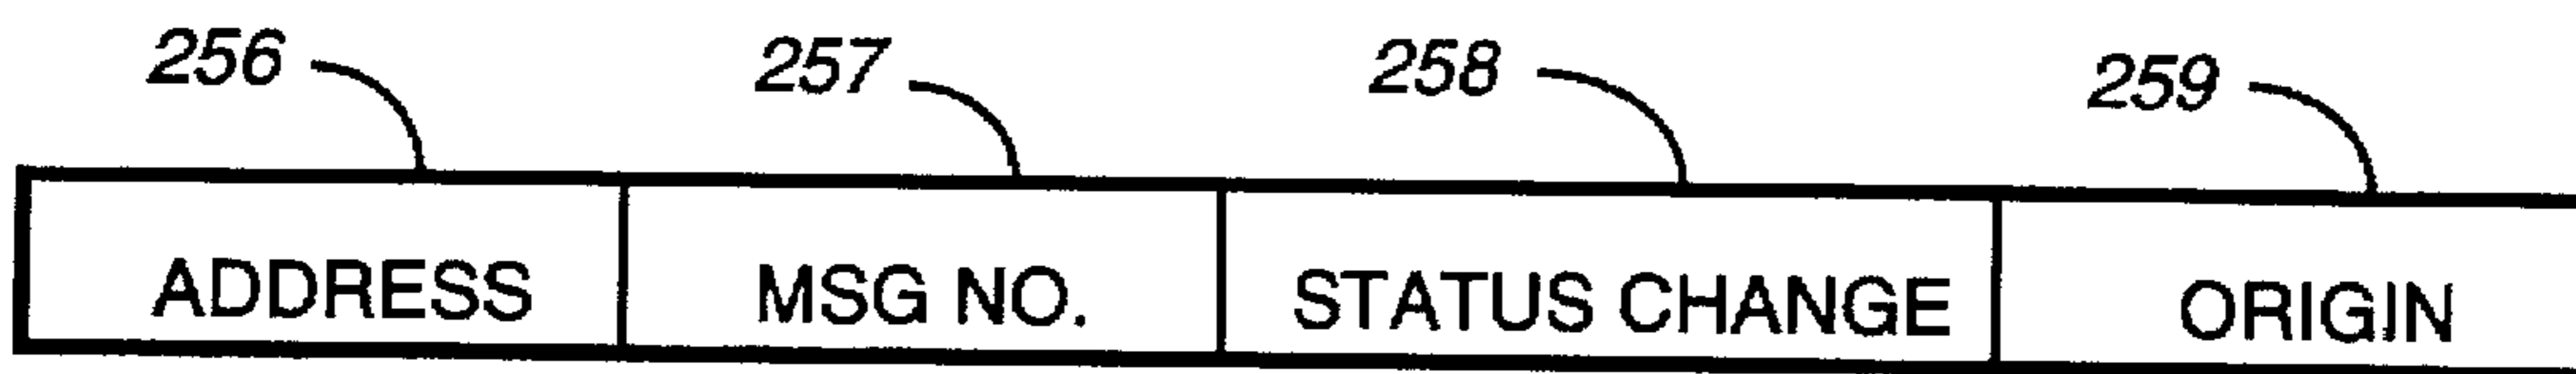 256 257 258 259
ADDRESS MSG NO. STATUS CHANGE ORIGIN